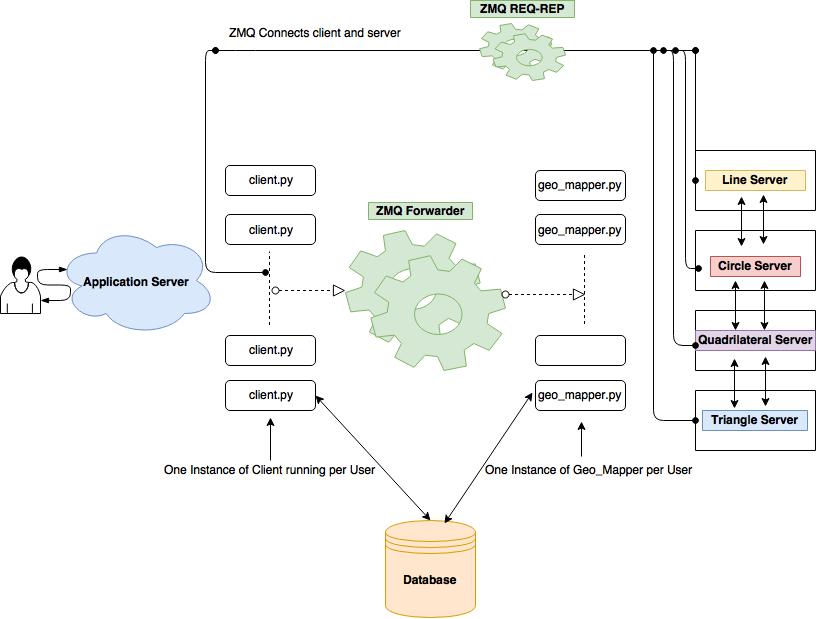 ZMQ REQ-REP
ZMQ Connects client and server
client.py
geo_mapper.py
Line Server
client.py
ZMQ Forwarder
geo_mapper.py
Circle Server
Application Server
Quadrilateral Server
client.py
client.py
geo_mapper.py
Triangle Server
One Instance of Client running per User
One Instance of Geo_Mapper per User
Database